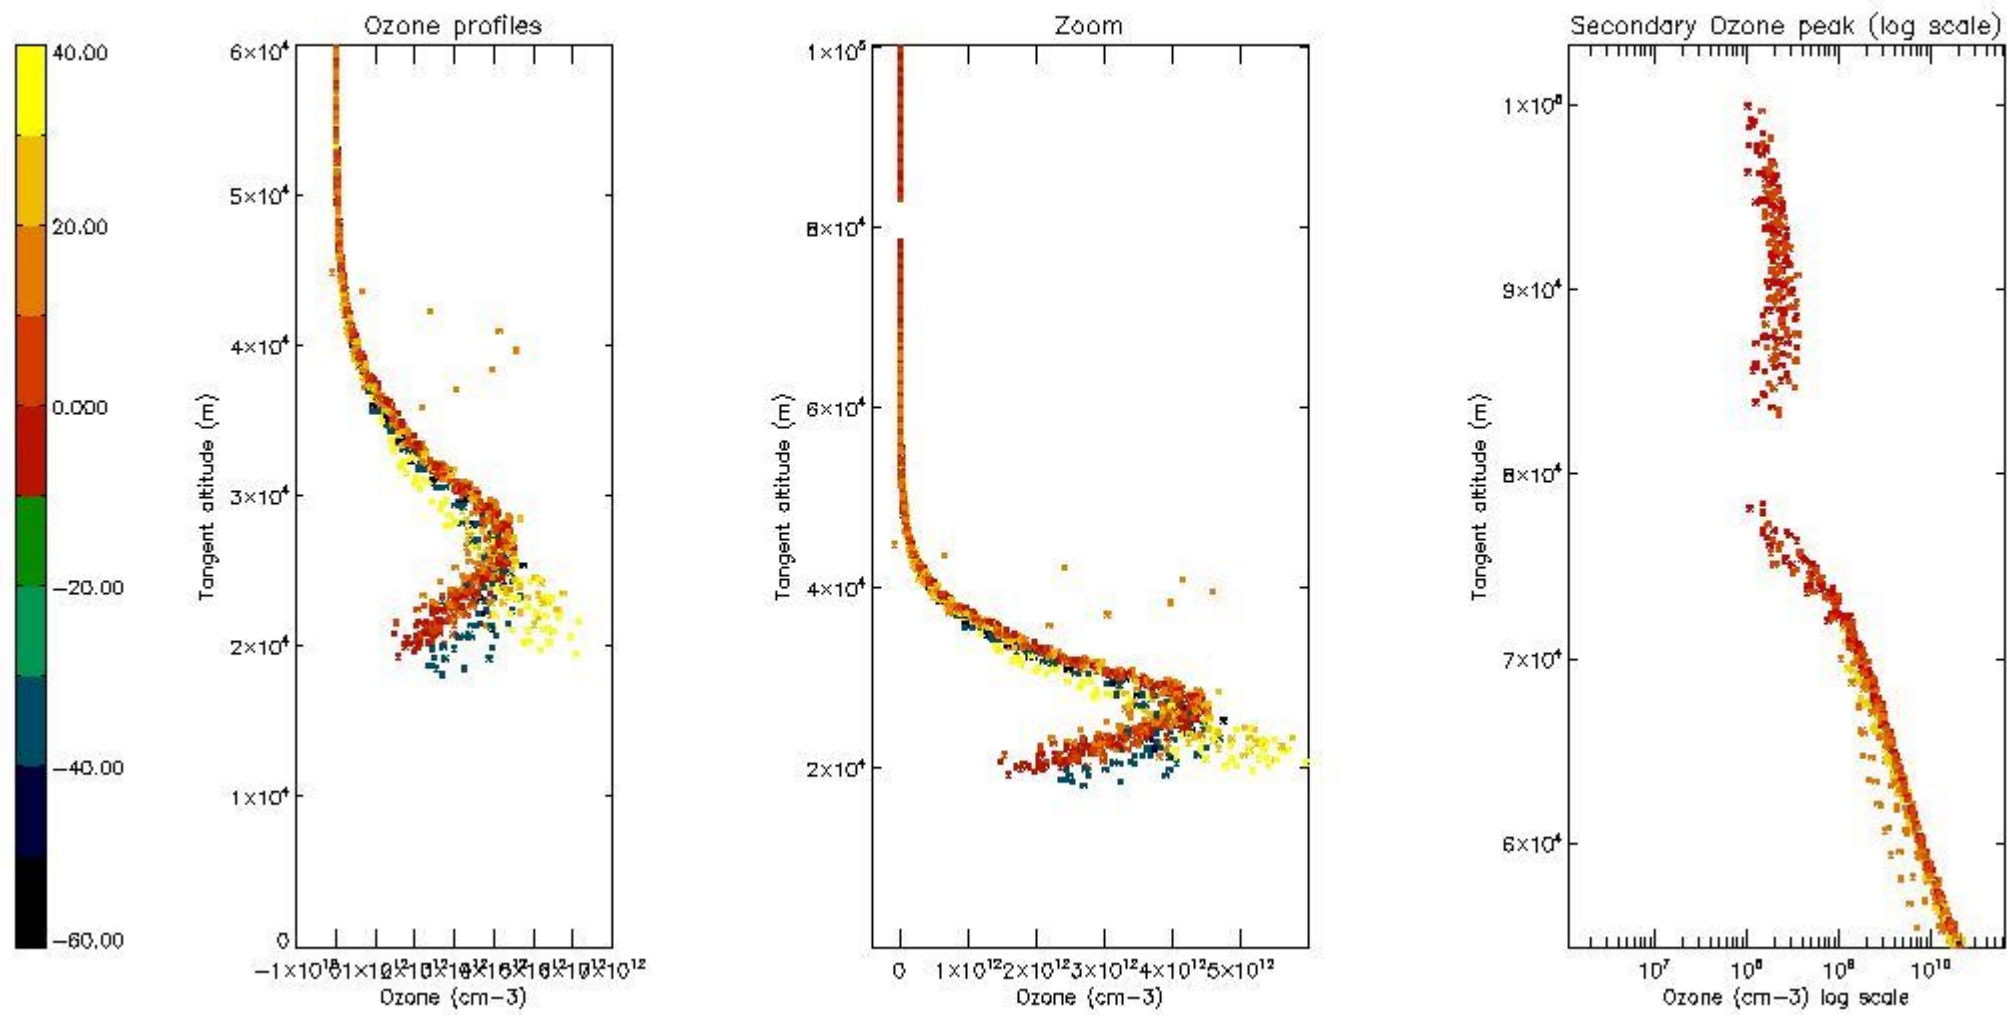 Ozone profiles
Zoom
Secondary Ozone peak (log scale)
40.00
20.00
0.000
−20.00
−40.00
−60.00
6×10⁴
5×10⁴
4×10⁴
3×10⁴
2×10⁴
1×10⁴
0
Tangent altitude (m)
Ozone (cm−3)
1×10⁵
8×10⁴
6×10⁴
4×10⁴
2×10⁴
Tangent altitude (m)
0 1×10¹² 2×10¹² 3×10¹² 4×10¹² 5×10¹²
Ozone (cm−3)
9×10⁴
8×10⁴
7×10⁴
6×10⁴
Tangent altitude (m)
10⁷ 10⁸ 10⁹ 10¹⁰
Ozone (cm−3) log scale